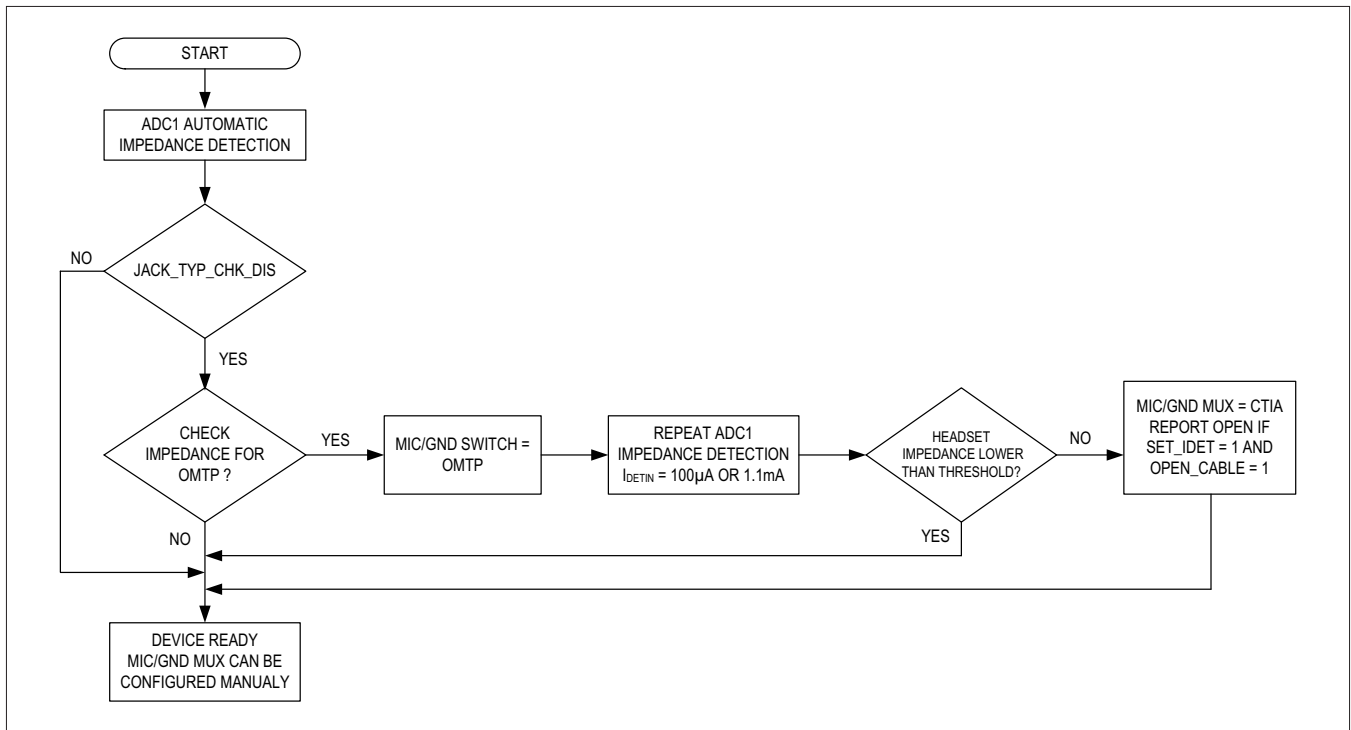 START
ADC1 AUTOMATIC
IMPEDANCE DETECTION
NO
JACK_TYP_CHK_DIS
YES
CHECK
IMPEDANCE FOR
OMTP ?
YES
MIC/GND SWITCH =
OMTP
REPEAT ADC1
IMPEDANCE DETECTION
IDETIN = 100µA OR 1.1mA
HEADSET
IMPEDANCE LOWER
THAN THRESHOLD?
NO
MIC/GND MUX = CTIA
REPORT OPEN IF
SET_IDET = 1 AND
OPEN_CABLE = 1
NO
YES
DEVICE READY
MIC/GND MUX CAN BE
CONFIGURED MANUALY